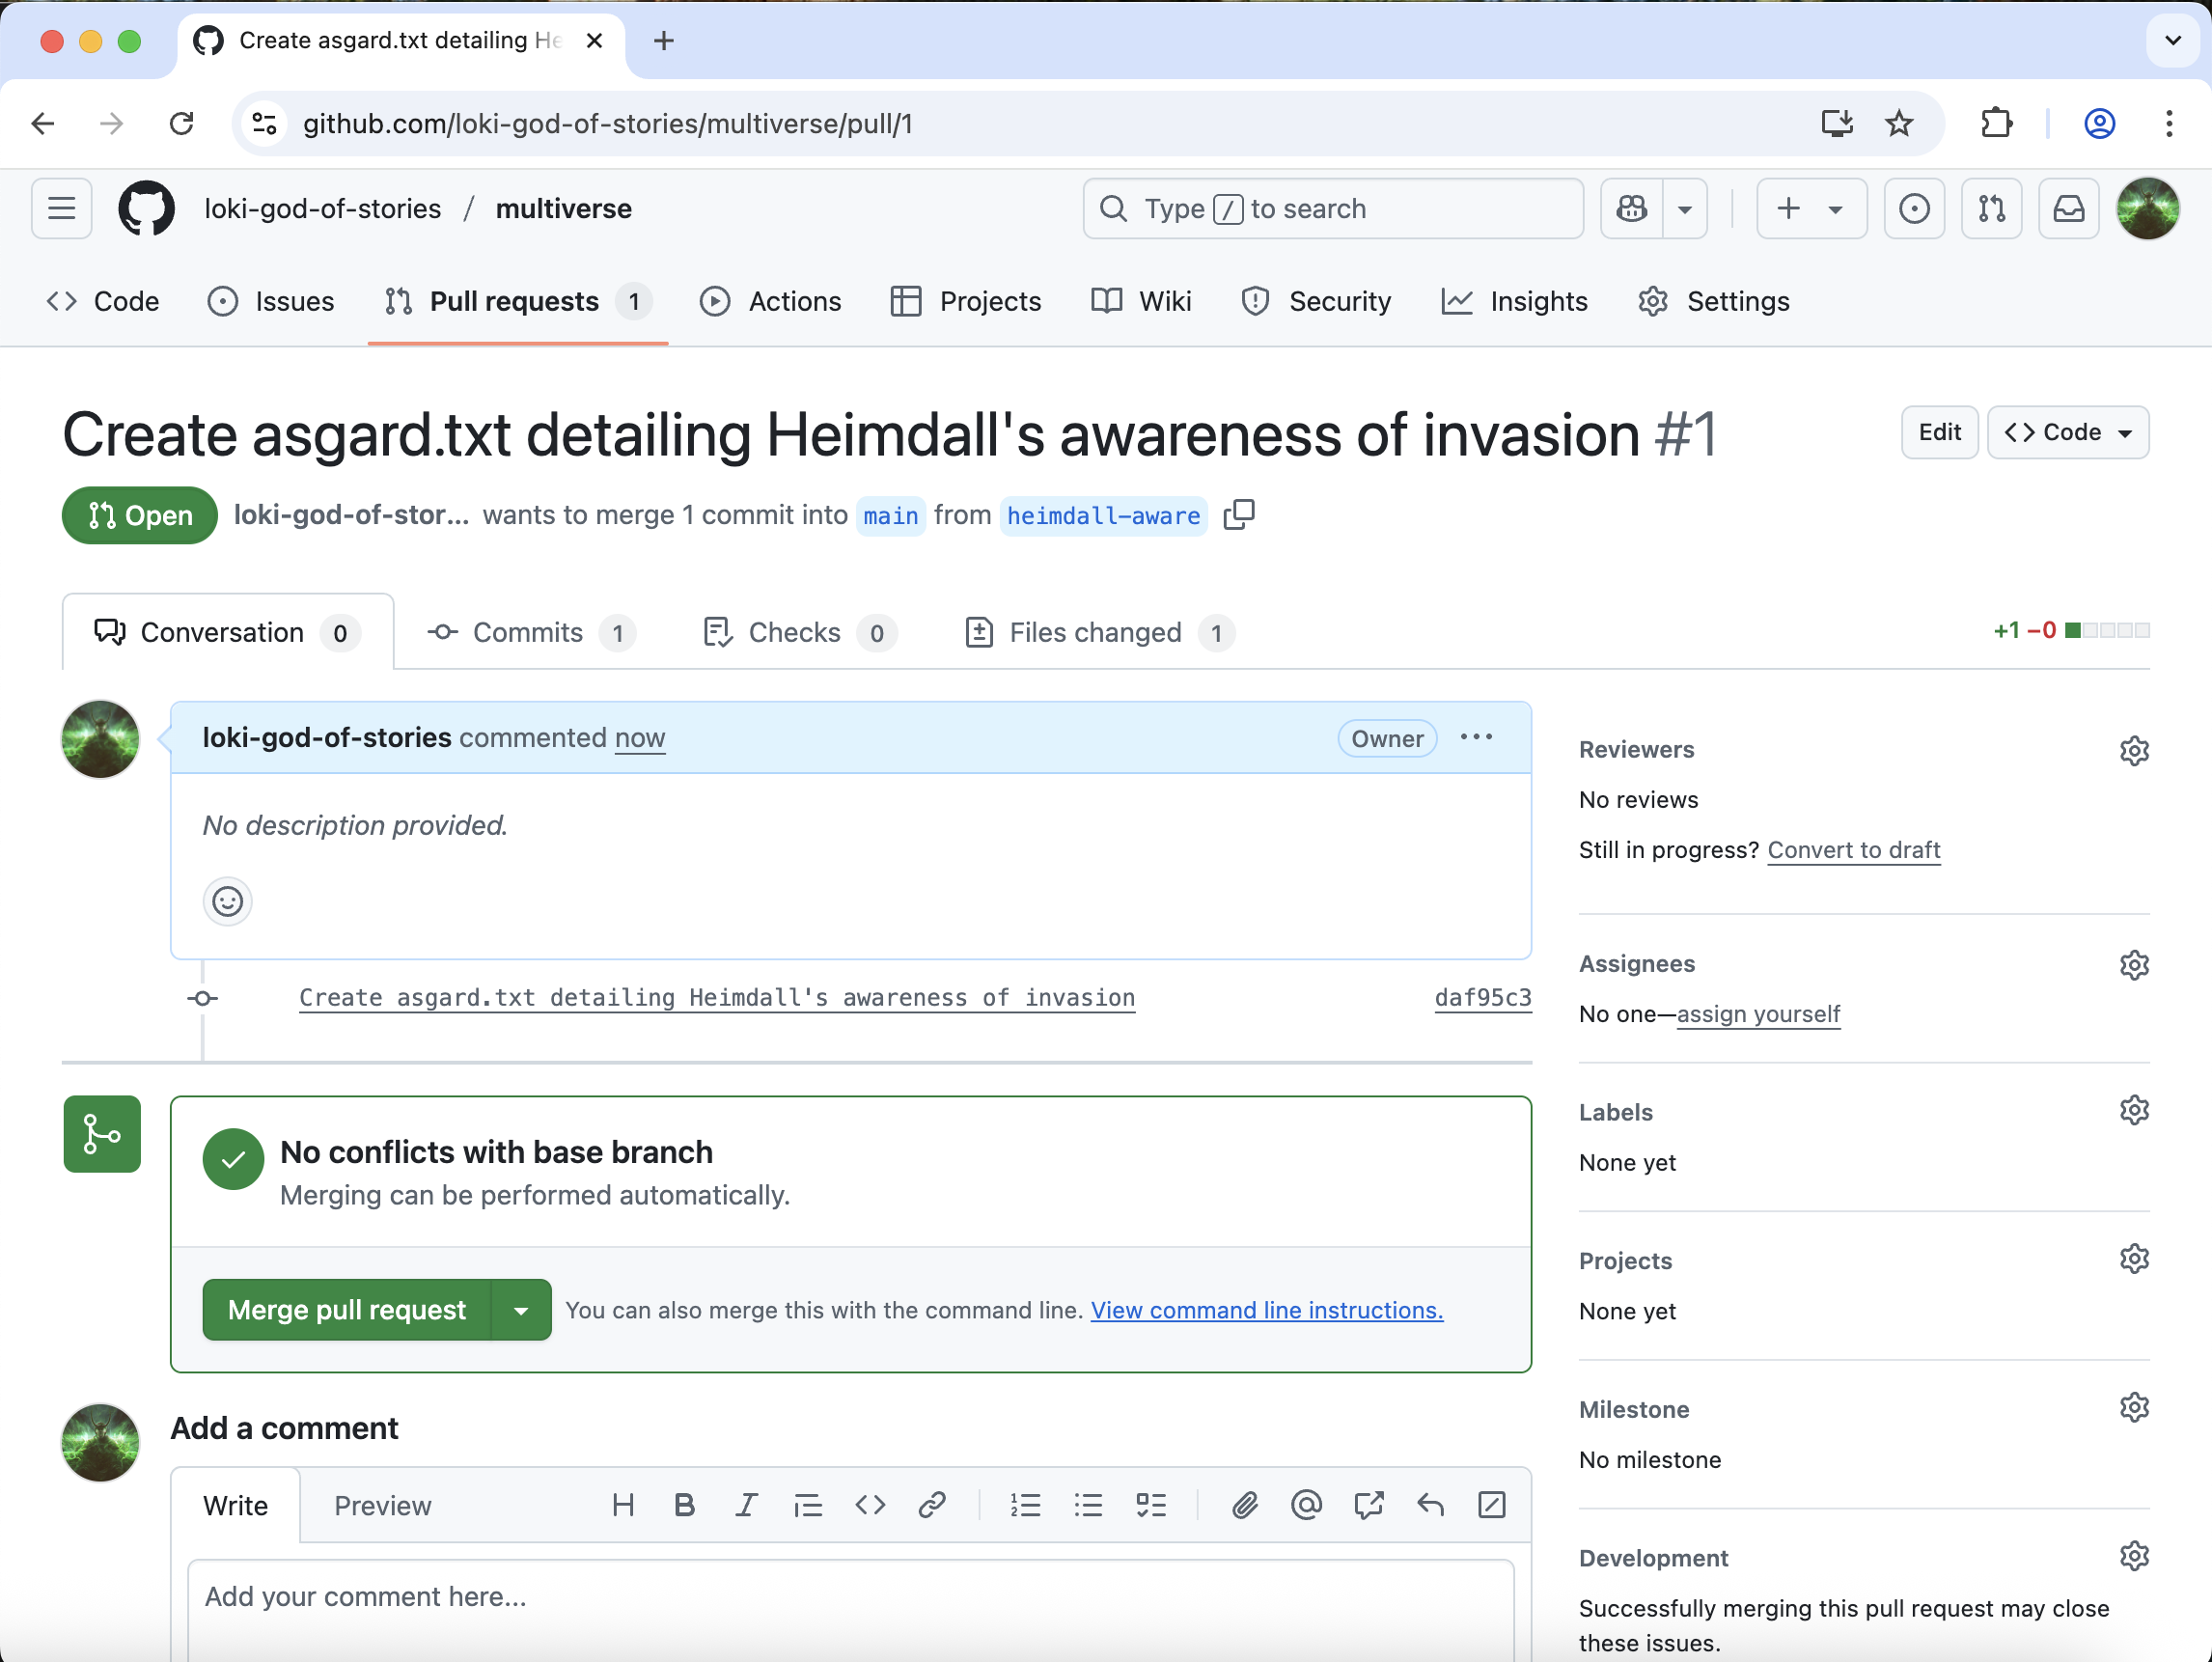 Create asgard.txt detailing He
github.com/loki-god-of-stories/multiverse/pull/1
loki-god-of-stories / multiverse
Type / to search
Code
Issues
Pull requests 1
Actions
Projects
Wiki
Security
Insights
Settings
Create asgard.txt detailing Heimdall's awareness of invasion #1
Edit
Code
Open
loki-god-of-stor... wants to merge 1 commit into main from heimdall-aware
Conversation 0
Commits 1
Checks 0
Files changed 1
+1 −0
loki-god-of-stories commented now
Owner
No description provided.
Create asgard.txt detailing Heimdall's awareness of invasion
daf95c3
No conflicts with base branch
Merging can be performed automatically.
Merge pull request
You can also merge this with the command line. View command line instructions.
Add a comment
Write
Preview
Add your comment here...
Reviewers
No reviews
Still in progress? Convert to draft
Assignees
No one—assign yourself
Labels
None yet
Projects
None yet
Milestone
No milestone
Development
Successfully merging this pull request may close
these issues.